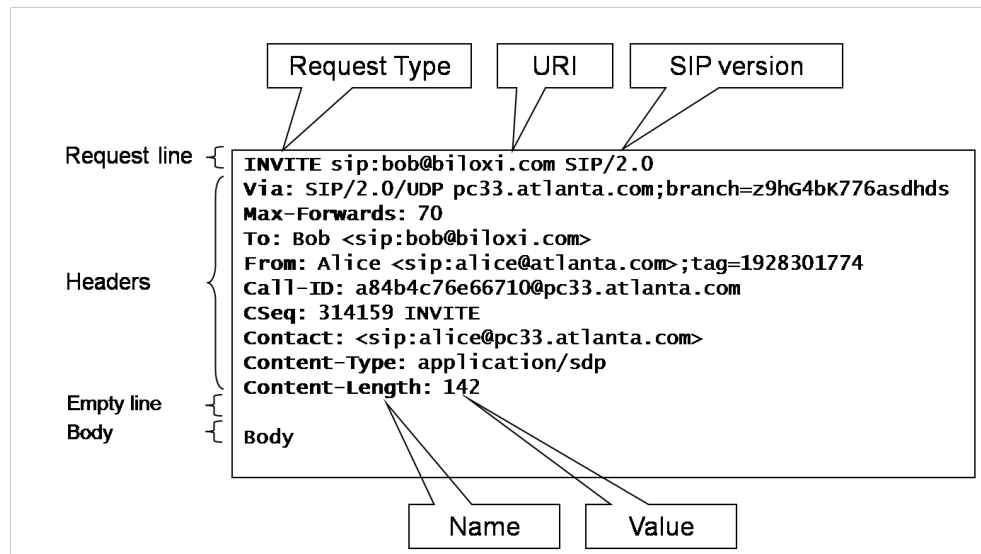 Request Type URI SIP version
Request line
INVITE sip:bob@biloxi.com SIP/2.0
Via: SIP/2.0/UDP pc33.atlanta.com;branch=z9hG4bK776asdhds
Max-Forwards: 70
To: Bob <sip:bob@biloxi.com>
From: Alice <sip:alice@atlanta.com>;tag=1928301774
Headers
Call-ID: a84b4c76e66710@pc33.atlanta.com
CSeq: 314159 INVITE
Contact: <sip:alice@pc33.atlanta.com>
Content-Type: application/sdp
Content-Length: 142
Empty line
Body
Body
Name Value